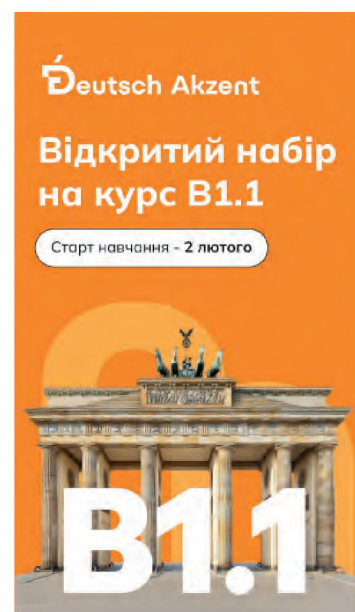 Deutsch Akzent
Відкритий набір
на курс B1.1
Старт навчання - 2 лютого
B1.1